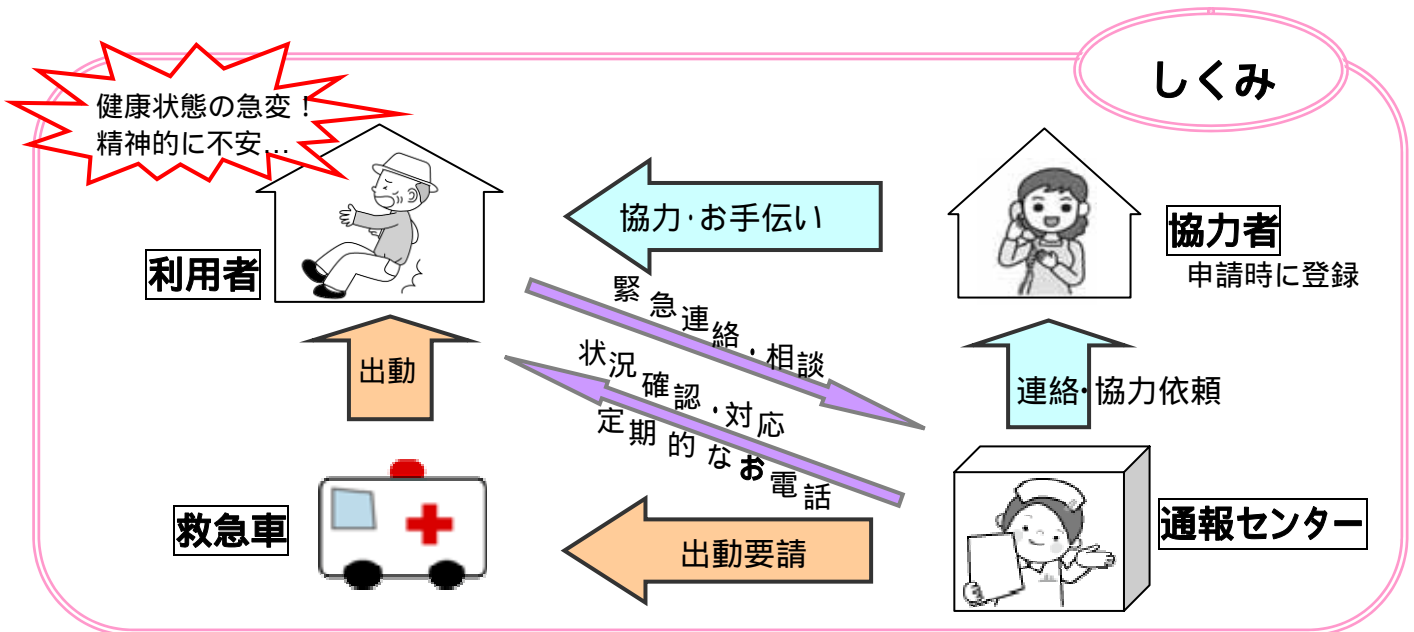 しくみ
健康状態の急変！
精神的に不安…
協力・お手伝い
利用者
協力者
申請時に登録
緊急連絡・相談
状況確認・対応
定期的なお電話
出動
連絡・協力依頼
救急車
出動要請
通報センター